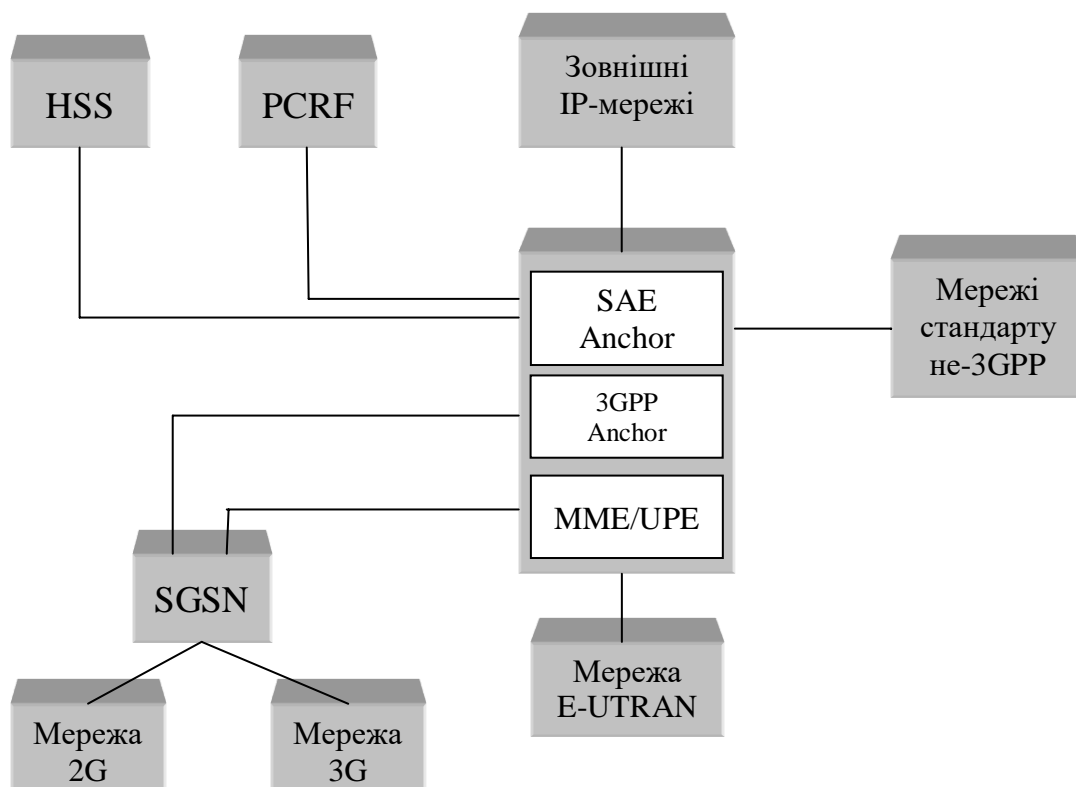 HSS
PCRF
Зовнішні
IP-мережі
SAE
Anchor
3GPP
Anchor
MME/UPE
Мережі
стандарту
не-3GPP
SGSN
Мережа
E-UTRAN
Мережа
2G
Мережа
3G